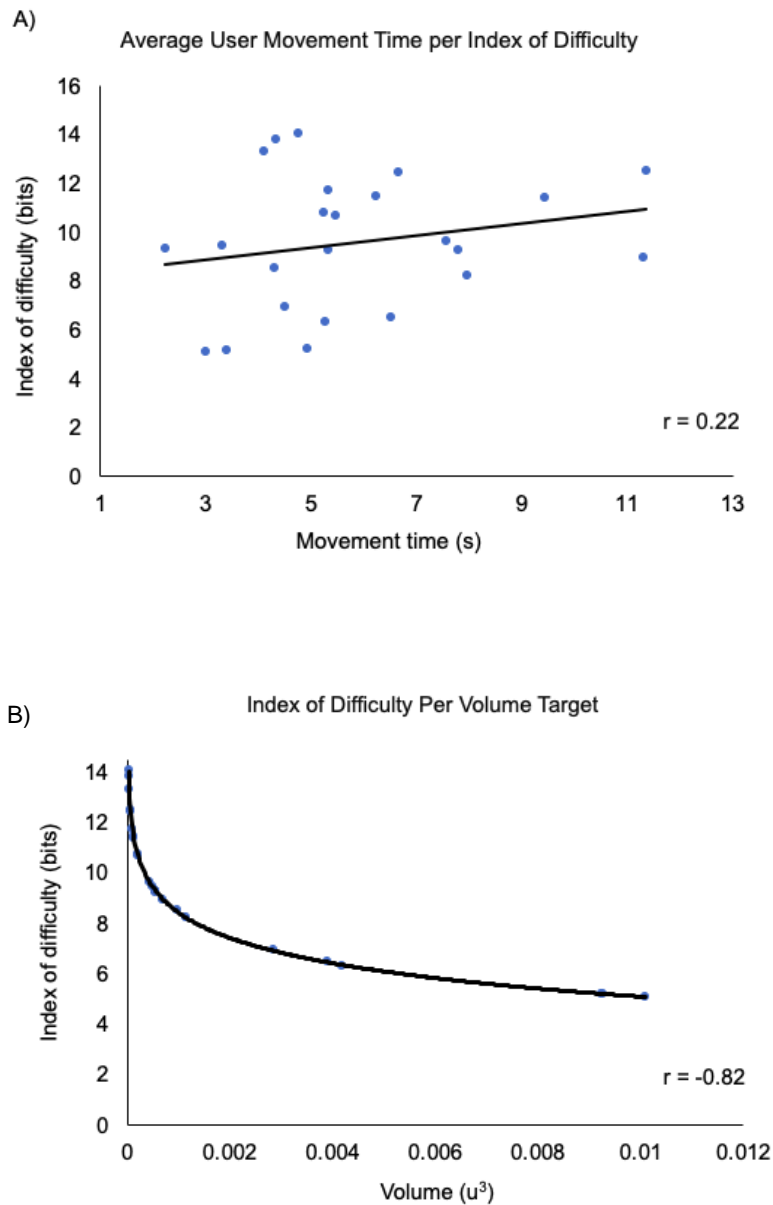 A)
Average User Movement Time per Index of Difficulty
16
14
12
10
8
6
4
2
0
Index of difficulty (bits)
r = 0.22
1 3 5 7 9 11 13
Movement time (s)
B)
Index of Difficulty Per Volume Target
14
12
10
8
6
4
2
0
Index of difficulty (bits)
r = -0.82
0 0.002 0.004 0.006 0.008 0.01 0.012
Volume (u³)